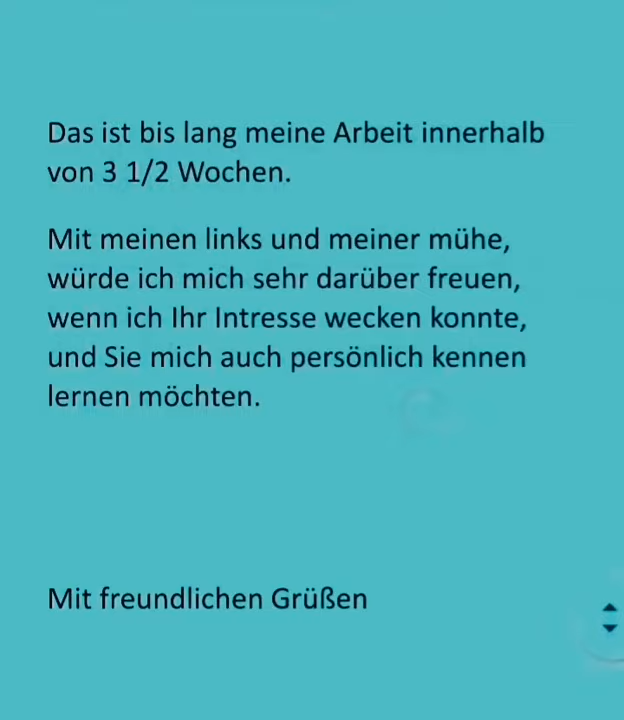 Das ist bis lang meine Arbeit innerhalb
von 3 1/2 Wochen.
Mit meinen links und meiner mühe,
würde ich mich sehr darüber freuen,
wenn ich Ihr Intresse wecken konnte,
und Sie mich auch persönlich kennen
lernen möchten.
Mit freundlichen Grüßen